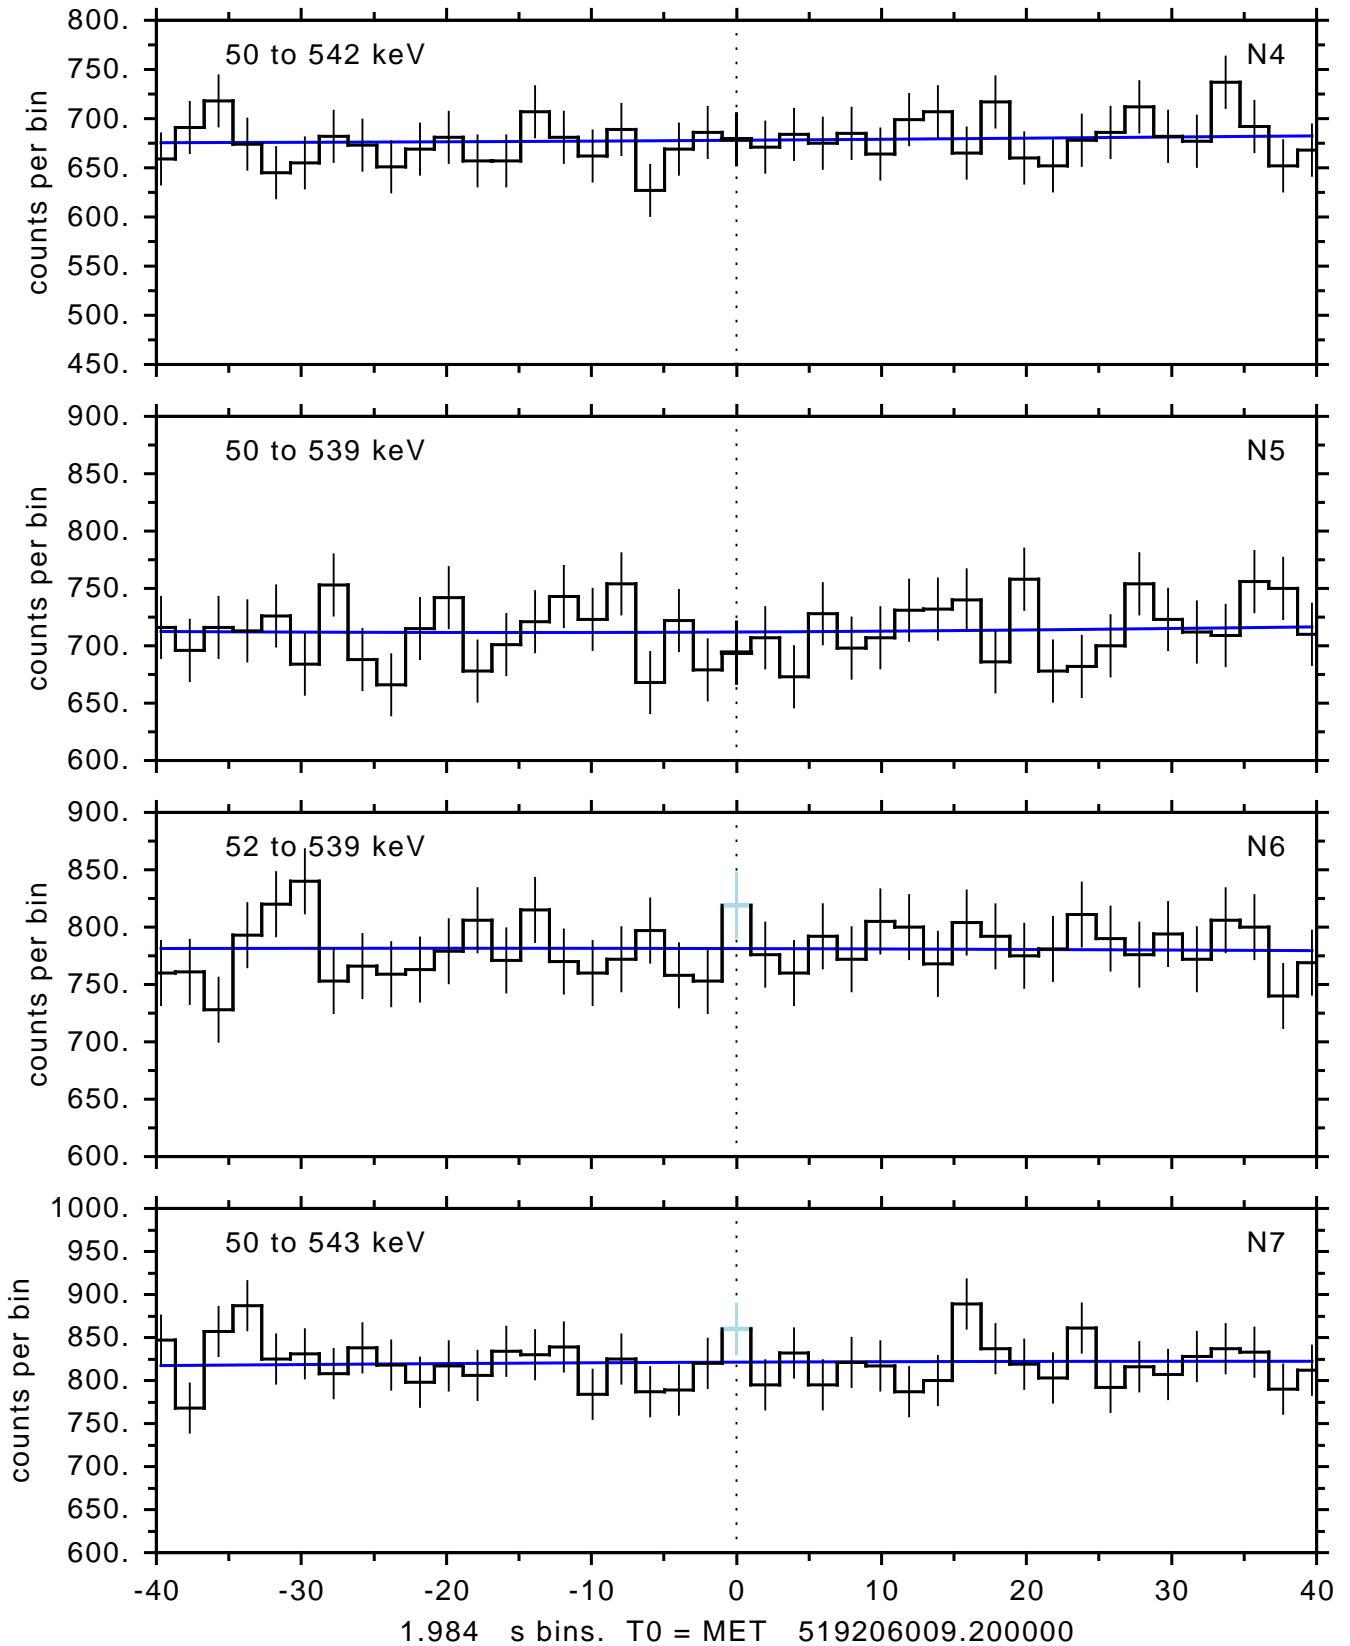 800.
50 to 542 keV
N4
750.
700.
650.
600.
550.
500.
450.
counts per bin
900.
50 to 539 keV
N5
850.
800.
750.
700.
650.
600.
counts per bin
900.
52 to 539 keV
N6
850.
800.
750.
700.
650.
600.
counts per bin
1000.
50 to 543 keV
N7
950.
900.
850.
800.
750.
700.
650.
600.
counts per bin
-40 -30 -20 -10 0 10 20 30 40
1.984 s bins. T0 = MET 519206009.200000